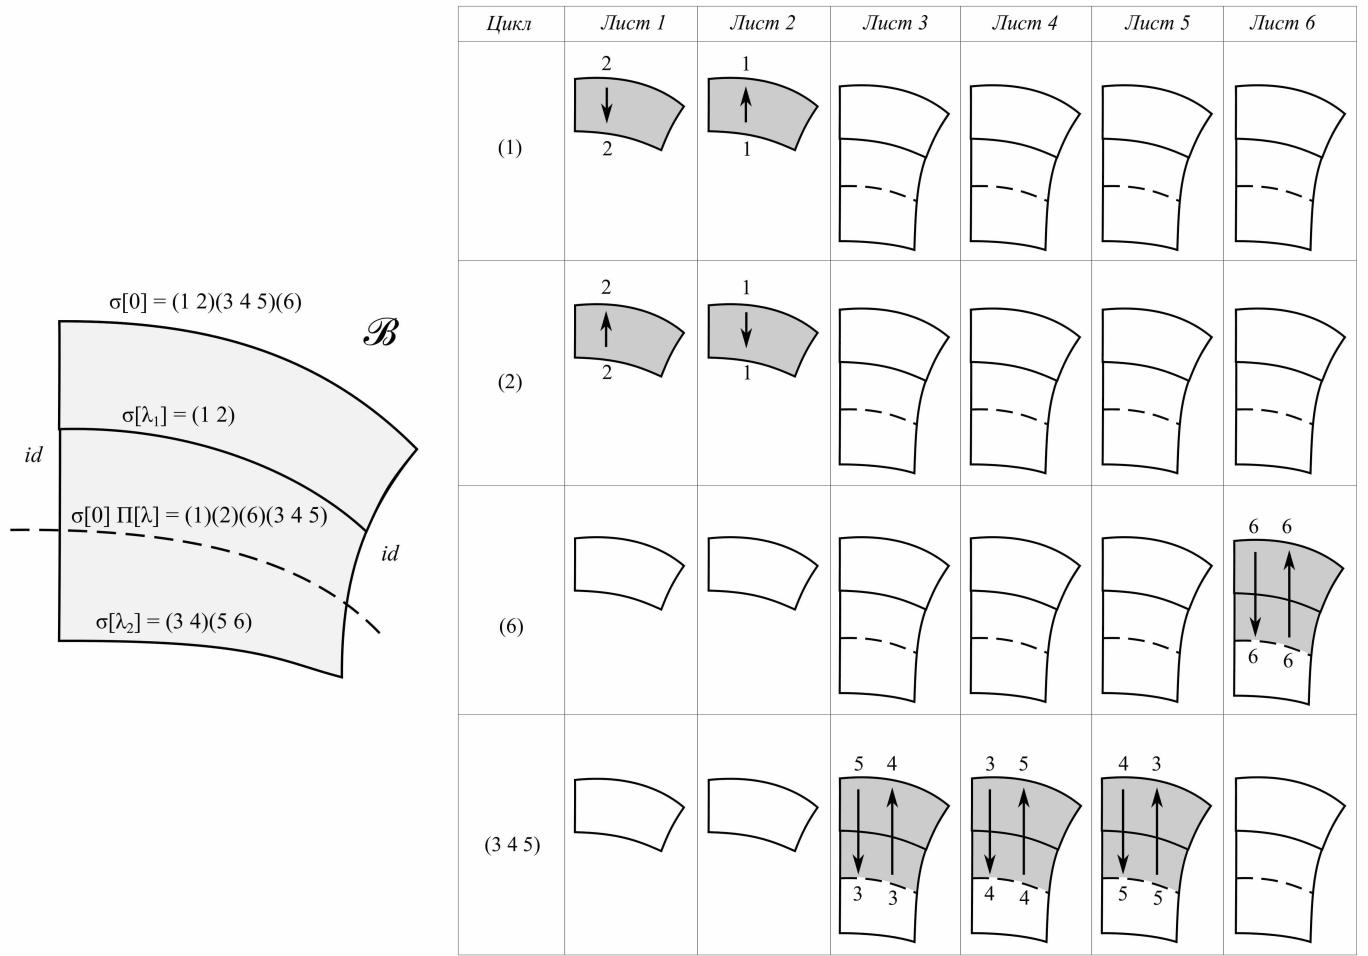 σ[0] = (1 2)(3 4 5)(6)
ℬ
σ[λ₁] = (1 2)
id
σ[0] Π[λ] = (1)(2)(6)(3 4 5)
id
σ[λ₂] = (3 4)(5 6)
Цикл Лист 1 Лист 2 Лист 3 Лист 4 Лист 5 Лист 6
2 1
(1)
2 1
2 1
(2)
2 1
6 6
(6)
6 6
5 4 3 5 4 3
(3 4 5)
3 3 4 4 5 5